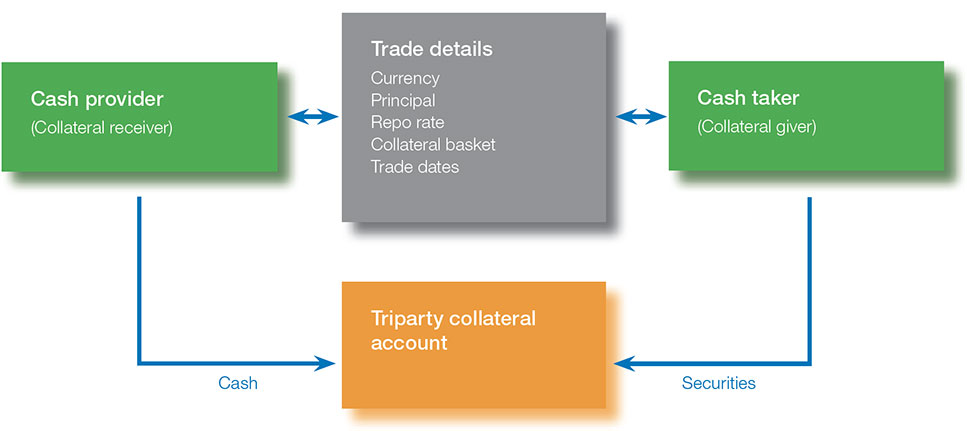 Trade details
Currency
Principal
Repo rate
Collateral basket
Trade dates
Cash provider
(Collateral receiver)
Cash taker
(Collateral giver)
Triparty collateral
account
Cash
Securities